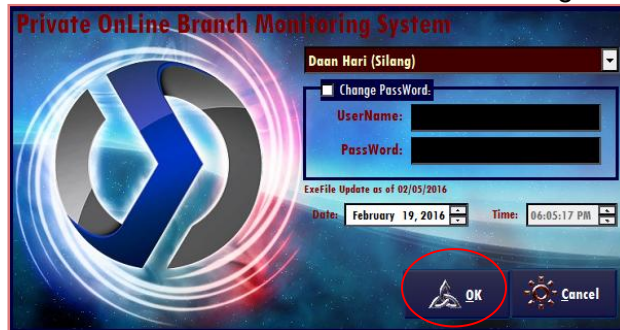 Private OnLine Branch Monitoring System
Daan Hari (Silang)
Change PassWord:
UserName:
PassWord:
ExeFile Update as of 02/05/2016
Date: February 19, 2016 Time: 06:05:17 PM
OK Cancel